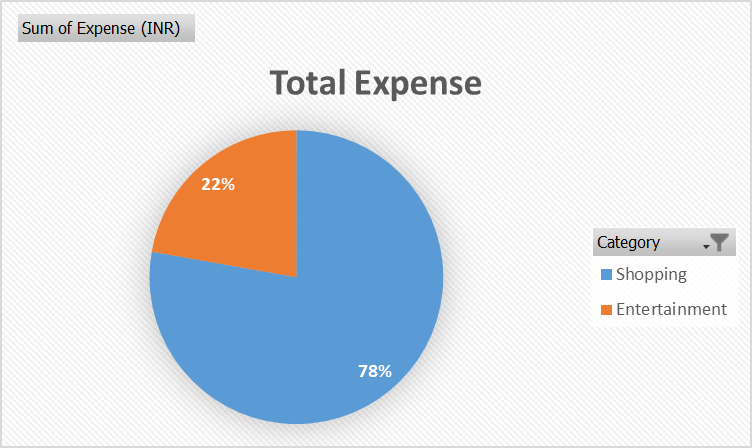 Sum of Expense (INR)
Total Expense
22%
78%
Category
Shopping
Entertainment